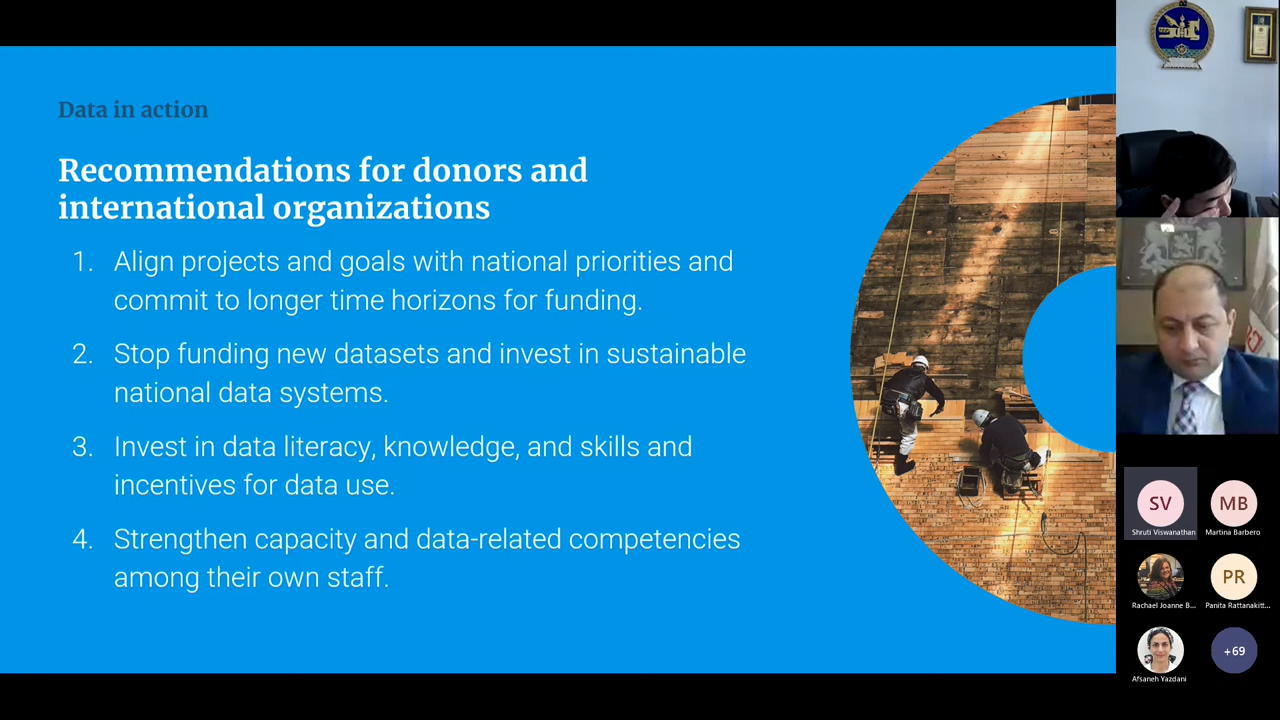 Data in action
Recommendations for donors and
international organizations
1. Align projects and goals with national priorities and
commit to longer time horizons for funding.
2. Stop funding new datasets and invest in sustainable
national data systems.
3. Invest in data literacy, knowledge, and skills and
incentives for data use.
4. Strengthen capacity and data-related competencies
among their own staff.
SV
Shruti Viswanathan
MB
Martina Barbero
Rachael Joanne B...
PR
Panita Rattanakitt...
Afsaneh Yazdani
+69